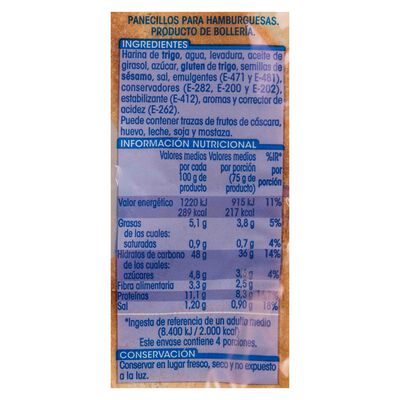 PANECILLOS PARA HAMBURGUESAS.
PRODUCTO DE BOLLERÍA.
INGREDIENTES
Harina de trigo, agua, levadura, aceite de
girasol, azúcar, gluten de trigo, semillas de
sésamo, sal, emulgentes (E-471 y E-481),
conservadores (E-282, E-200 y E-202),
estabilizante (E-412), aromas y corrector de
acidez (E-262).
Puede contener trazas de frutos de cáscara,
huevo, leche, soja y mostaza.
INFORMACIÓN NUTRICIONAL
Valores medios por cada 100 g de producto
Valores medios por porción (75 g de producto)
%IR* por porción
Valor energético 1220 kJ 915 kJ 11%
289 kcal 217 kcal
Grasas 5,1 g 3,8 g 5%
de las cuales:
saturadas 0,9 g 0,7 g 4%
Hidratos de carbono 48 g 36 g 14%
de los cuales:
azúcares 4,8 g 4%
Fibra alimentaria 3,3 g 2,5 g
Proteínas 11,1 g 8,3 g
Sal 1,20 g 0,90 g
*Ingesta de referencia de un adulto medio
(8.400 kJ / 2.000 kcal)
Este envase contiene 4 porciones.
CONSERVACIÓN
Conservar en lugar fresco, seco y no expuesto
a la luz.